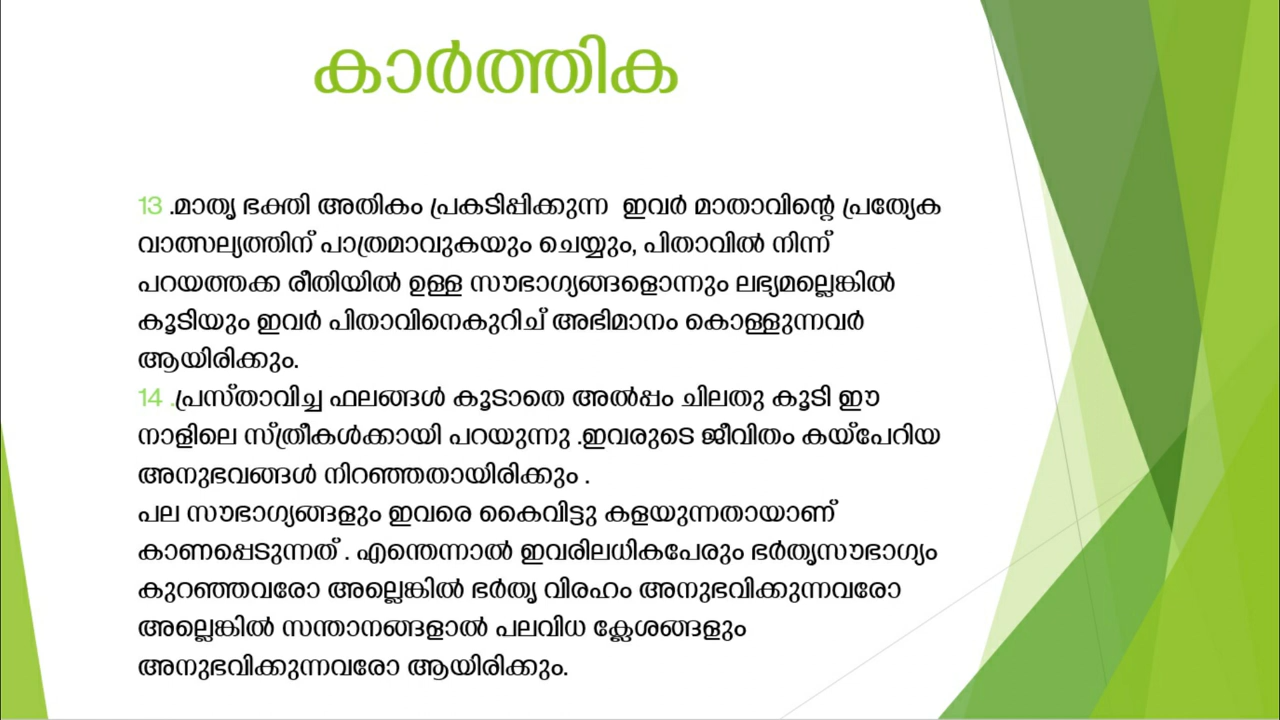 കാർത്തിക
13 .മാതൃ ഭക്തി അതികം പ്രകടിപ്പിക്കുന്ന ഇവർ മാതാവിന്റെ പ്രത്യേക
വാത്സല്യത്തിന് പാത്രമാവുകയും ചെയ്യും, പിതാവിൽ നിന്ന്
പറയത്തക്ക രീതിയിൽ ഉള്ള സൗഭാഗ്യങ്ങളൊന്നും ലഭ്യമല്ലെങ്കിൽ
കൂടിയും ഇവർ പിതാവിനെകുറിച് അഭിമാനം കൊള്ളുന്നവർ
ആയിരിക്കും.
14 .പ്രസ്താവിച്ച ഫലങ്ങൾ കൂടാതെ അൽപ്പം ചിലതു കൂടി ഈ
നാളിലെ സ്ത്രീകൾക്കായി പറയുന്നു .ഇവരുടെ ജീവിതം കയ്പേറിയ
അനുഭവങ്ങൾ നിറഞ്ഞതായിരിക്കും .
പല സൗഭാഗ്യങ്ങളും ഇവരെ കൈവിട്ടു കളയുന്നതായാണ്
കാണപ്പെടുന്നത് . എന്തെന്നാൽ ഇവരിലധികപേരും ഭർതൃസൗഭാഗ്യം
കുറഞ്ഞവരോ അല്ലെങ്കിൽ ഭർതൃ വിരഹം അനുഭവിക്കുന്നവരോ
അല്ലെങ്കിൽ സന്താനങ്ങളാൽ പലവിധ ക്ലേശങ്ങളും
അനുഭവിക്കുന്നവരോ ആയിരിക്കും.